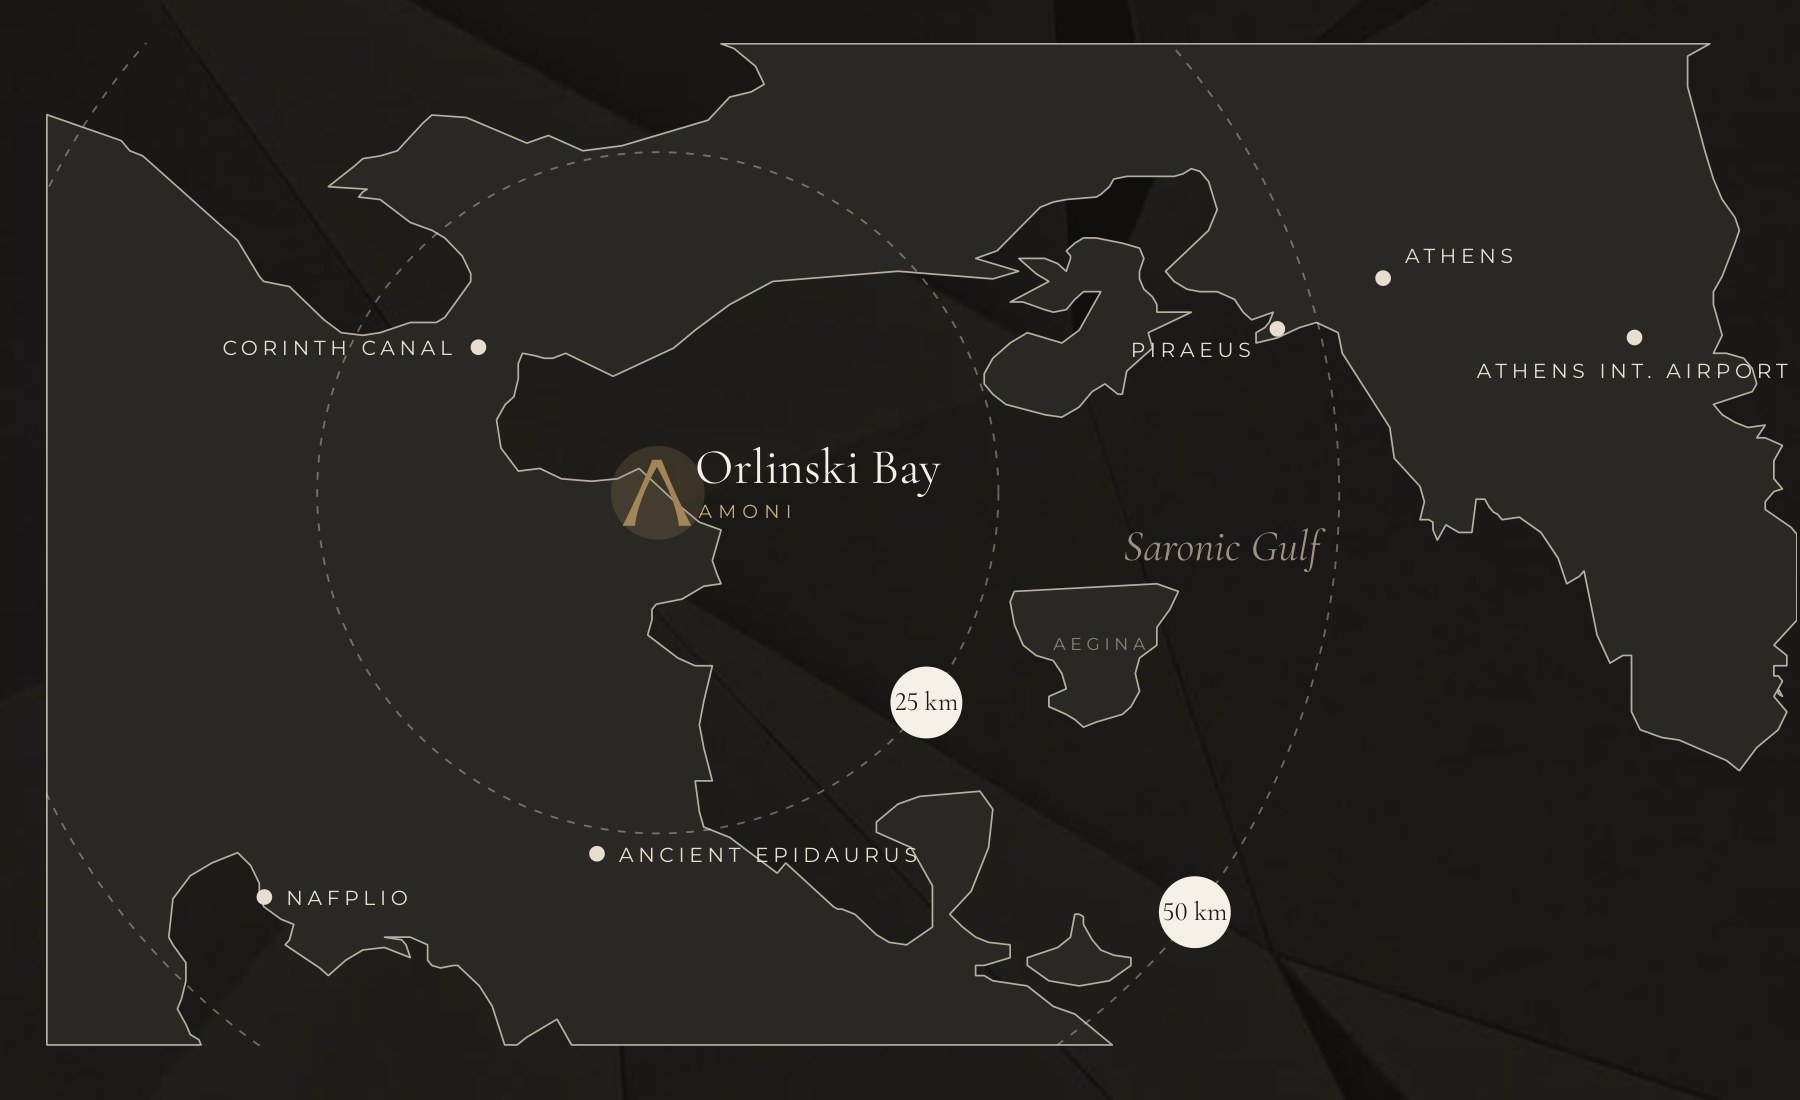 ATHENS
CORINTH CANAL
PIRAEUS
ATHENS INT. AIRPORT
Orlinski Bay
AMONI
Saronic Gulf
AEGINA
25 km
ANCIENT EPIDAURUS
NAFPLIO
50 km